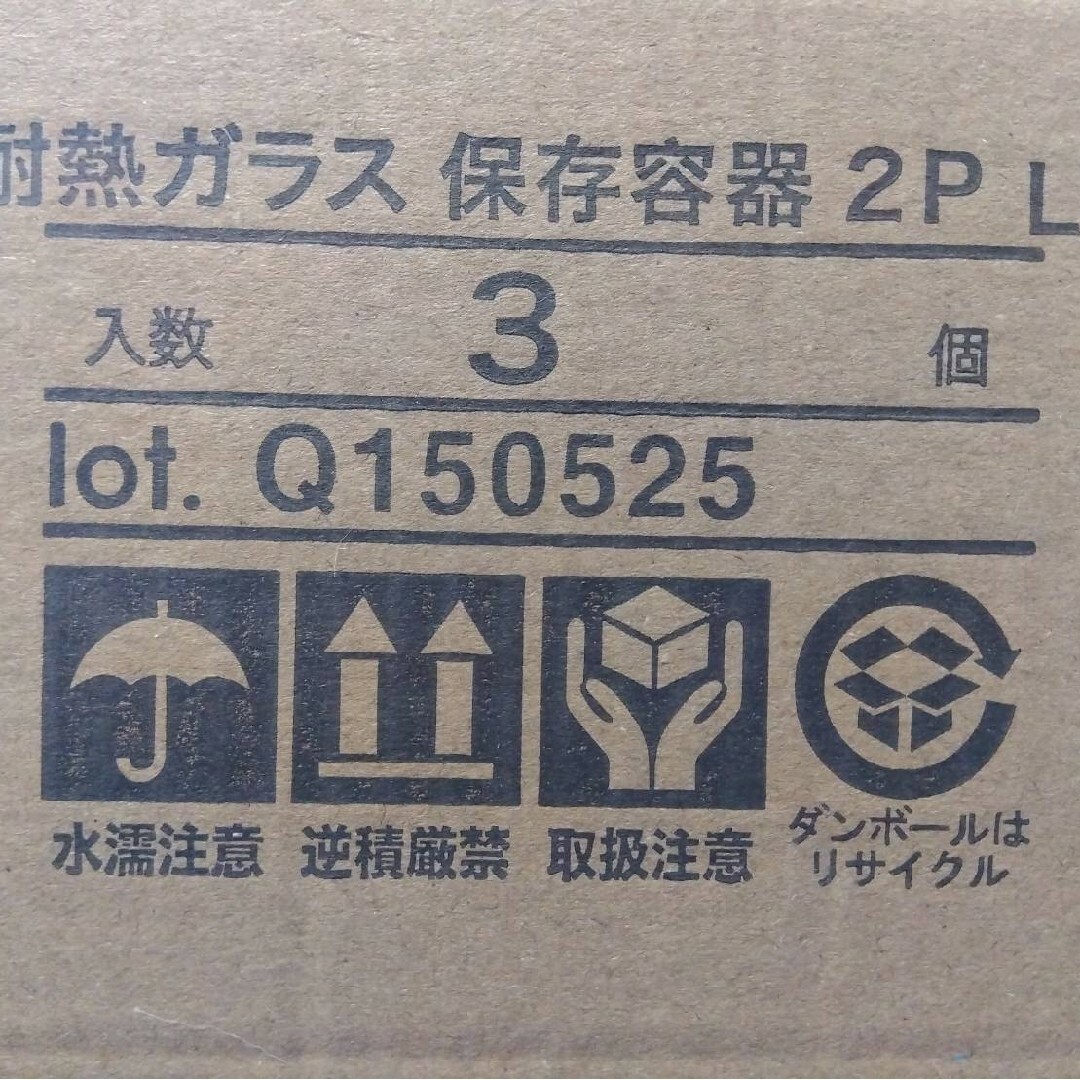 耐熱ガラス 保存容器 2P L
入数 3 個
lot. Q150525
水濡注意 逆積厳禁 取扱注意 ダンボールは
リサイクル